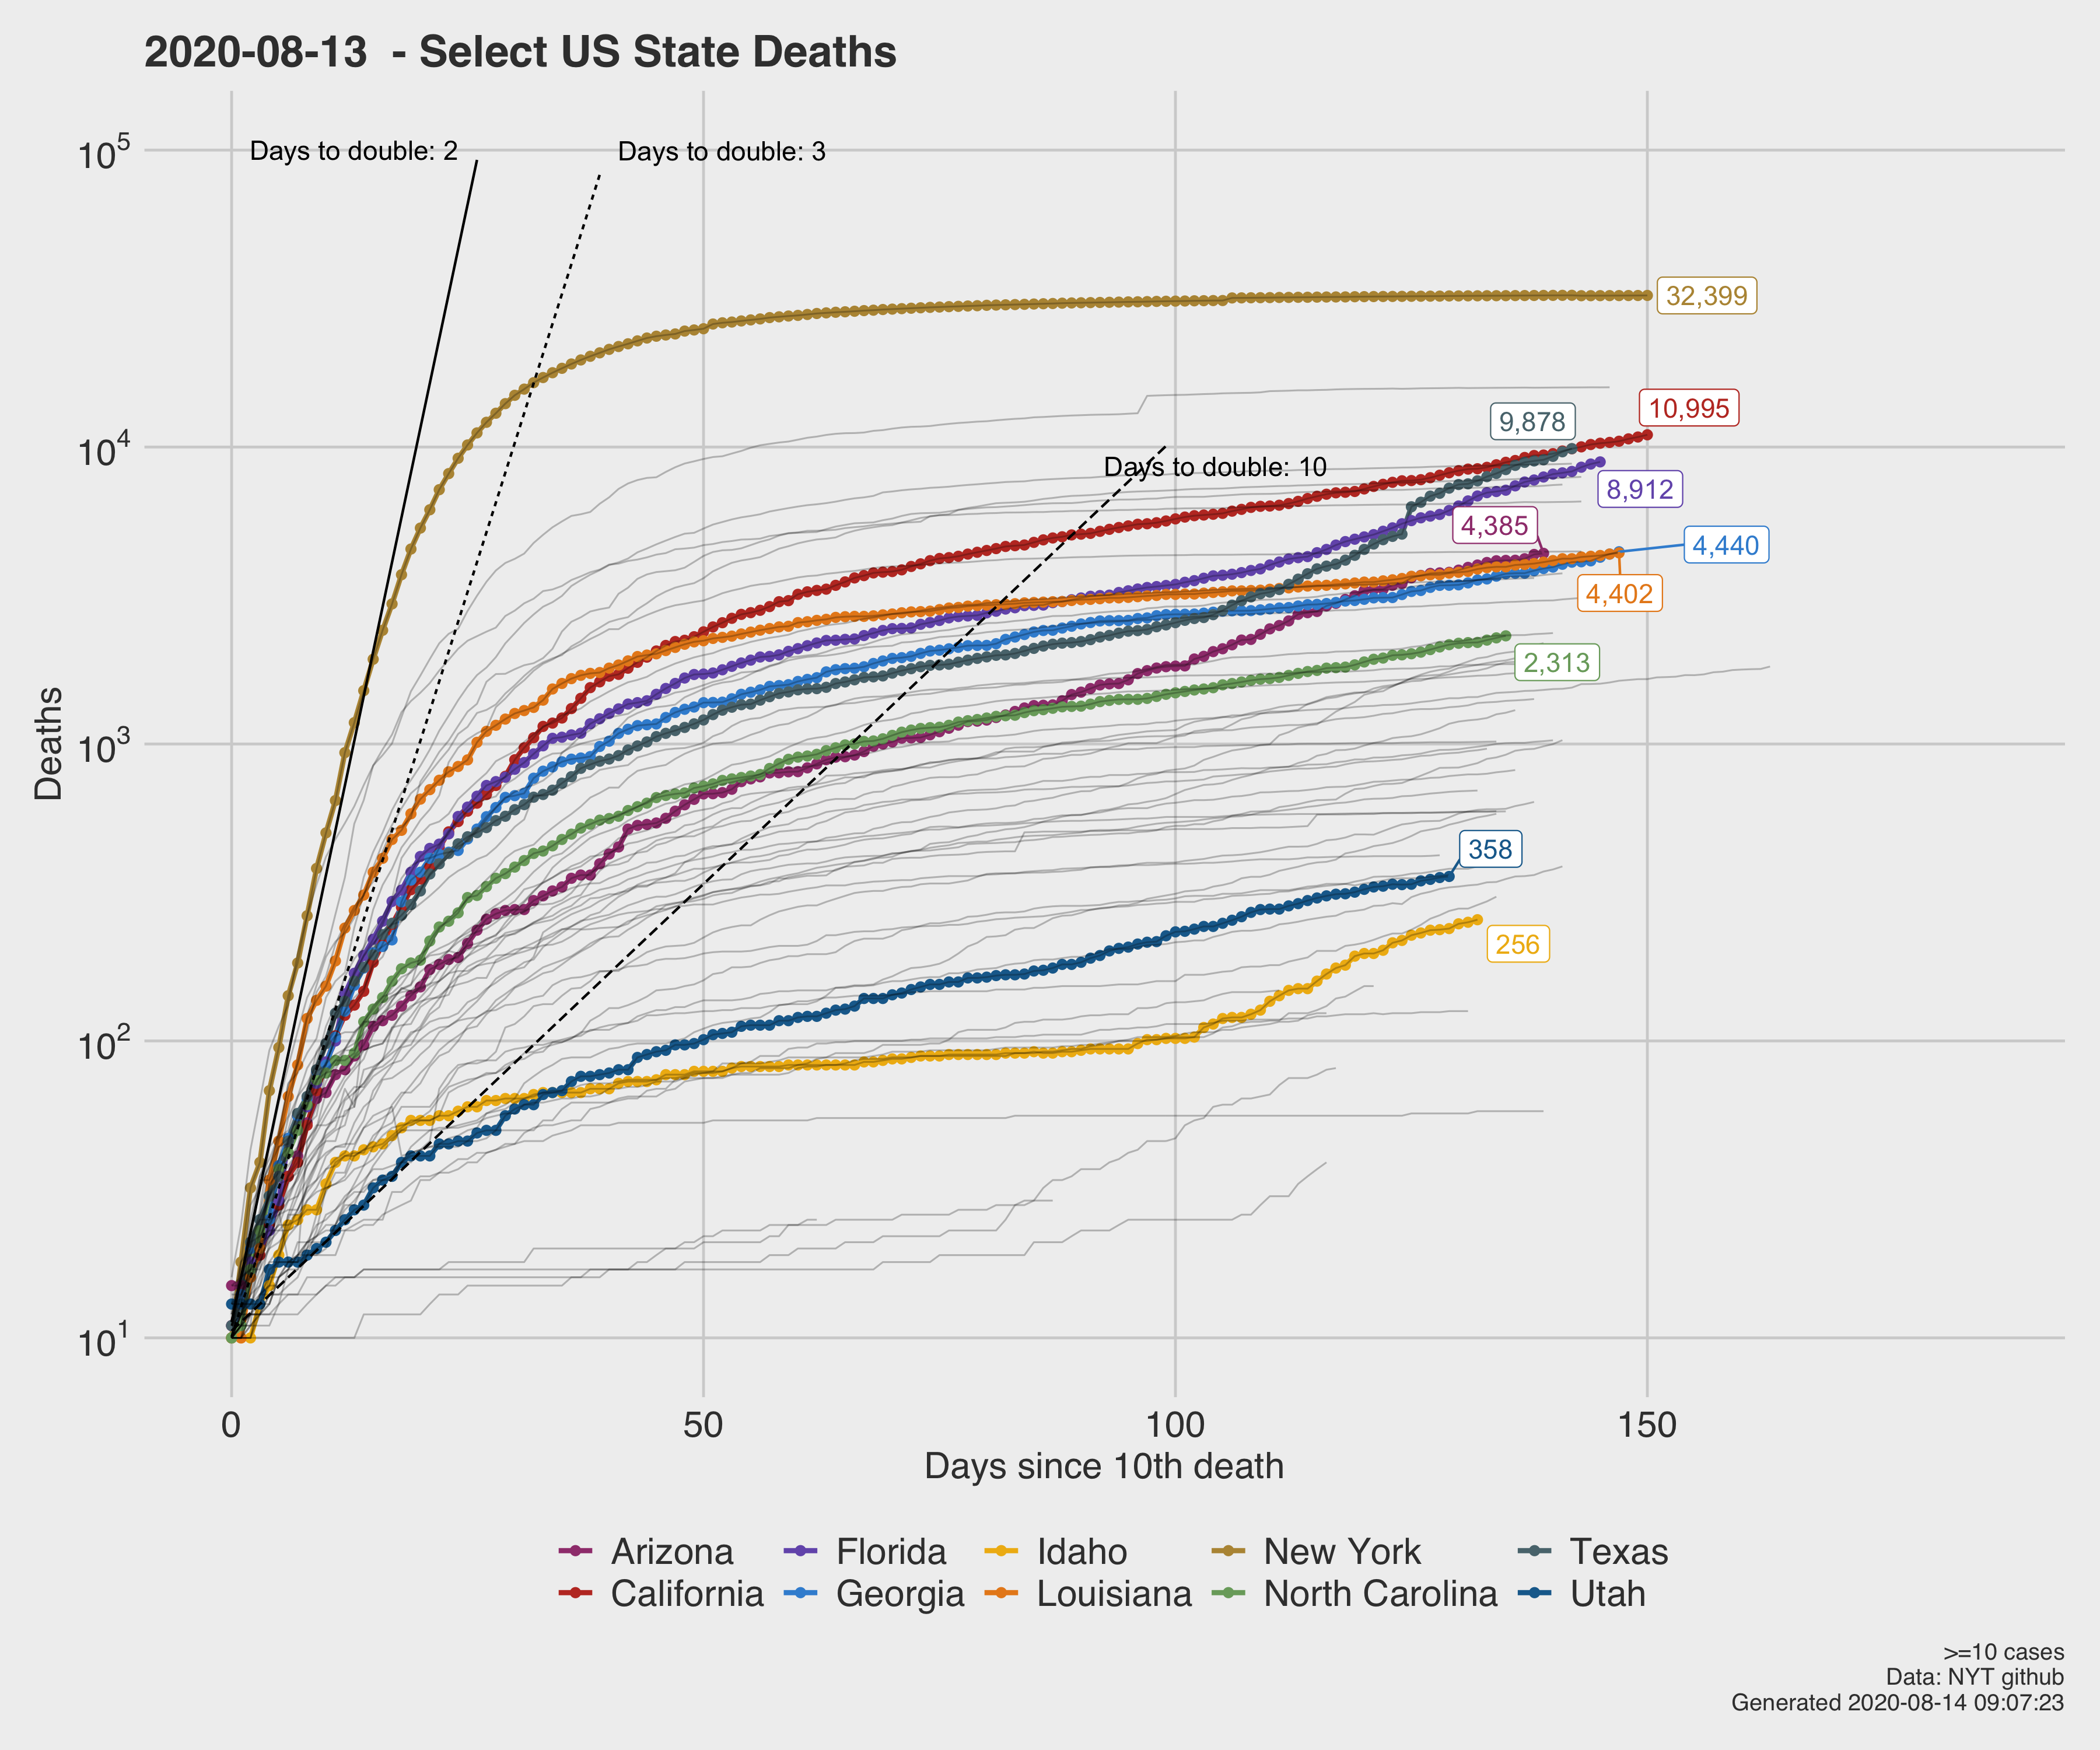 2020-08-13  - Select US State Deaths
Days to double: 2
Days to double: 3
Days to double: 10
10^5
10^4
10^3
10^2
10^1
Deaths
32,399
10,995
9,878
8,912
4,385
4,440
4,402
2,313
358
256
0 50 100 150
Days since 10th death
Arizona Florida Idaho New York Texas
California Georgia Louisiana North Carolina Utah
>=10 cases
Data: NYT github
Generated 2020-08-14 09:07:23